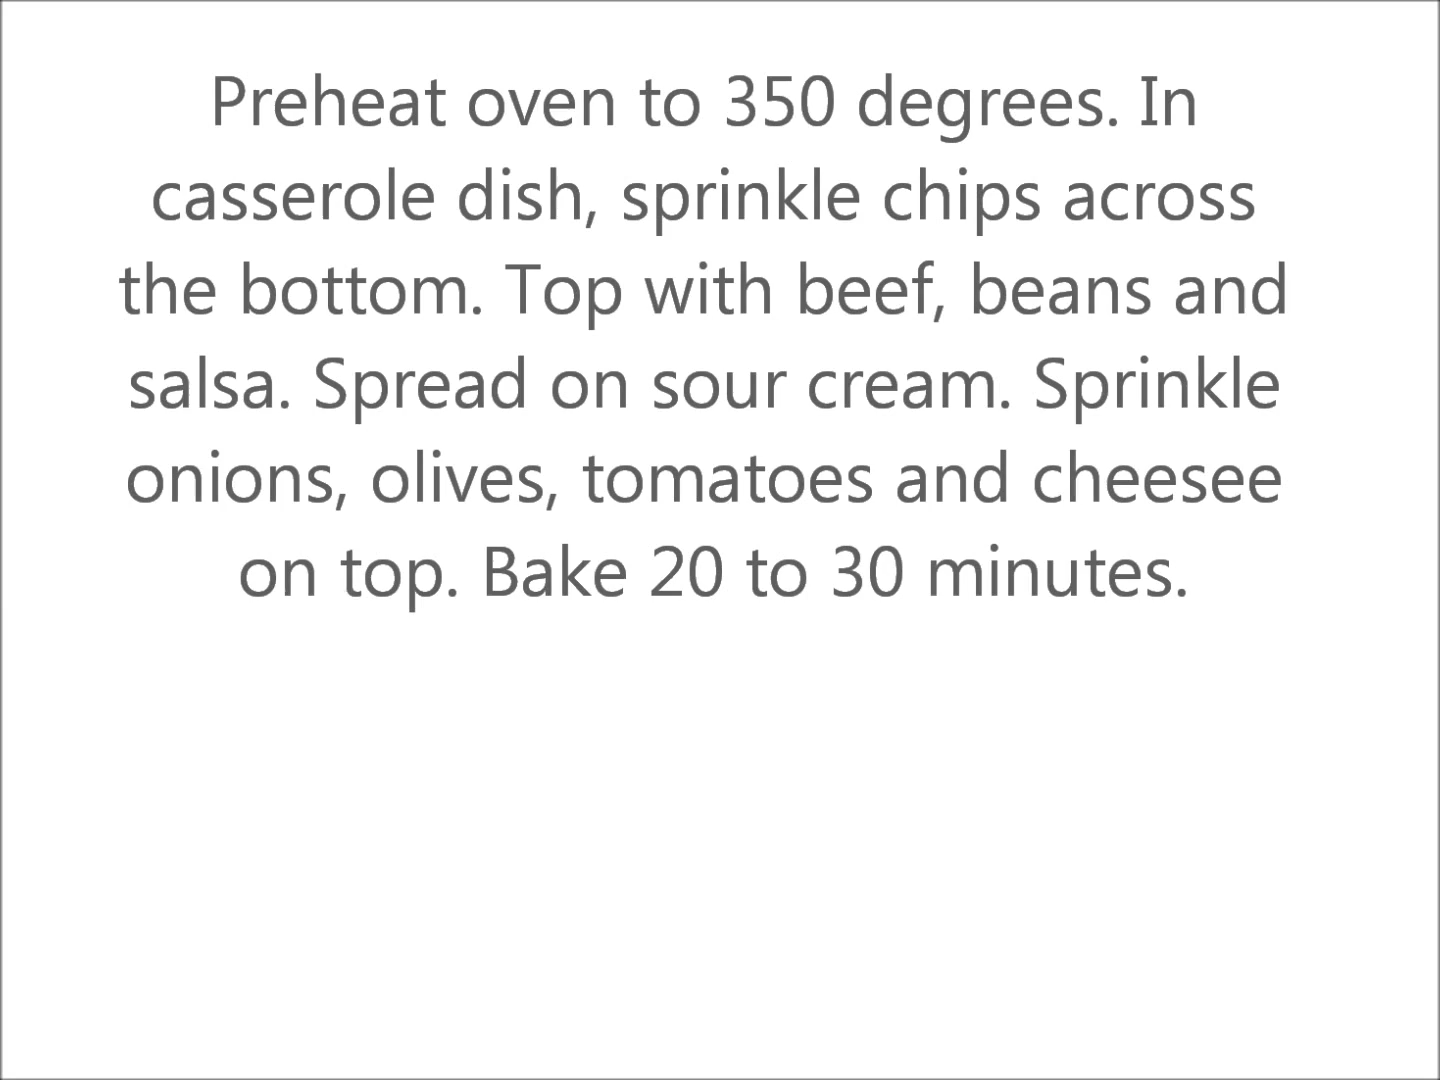 Preheat oven to 350 degrees. In
casserole dish, sprinkle chips across
the bottom. Top with beef, beans and
salsa. Spread on sour cream. Sprinkle
onions, olives, tomatoes and cheesee
on top. Bake 20 to 30 minutes.